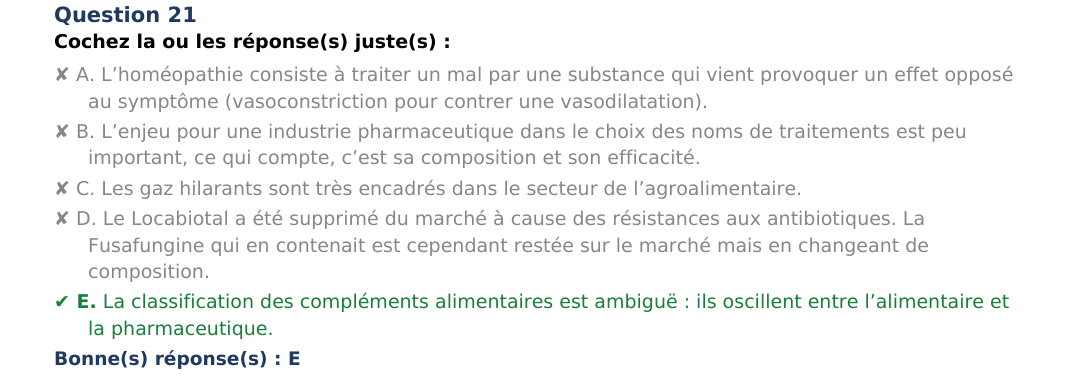 Question 21
Cochez la ou les réponse(s) juste(s) :
✘ A. L’homéopathie consiste à traiter un mal par une substance qui vient provoquer un effet opposé
au symptôme (vasoconstriction pour contrer une vasodilatation).
✘ B. L’enjeu pour une industrie pharmaceutique dans le choix des noms de traitements est peu
important, ce qui compte, c’est sa composition et son efficacité.
✘ C. Les gaz hilarants sont très encadrés dans le secteur de l’agroalimentaire.
✘ D. Le Locabiotal a été supprimé du marché à cause des résistances aux antibiotiques. La
Fusafungine qui en contenait est cependant restée sur le marché mais en changeant de
composition.
✔ E. La classification des compléments alimentaires est ambiguë : ils oscillent entre l’alimentaire et
la pharmaceutique.
Bonne(s) réponse(s) : E